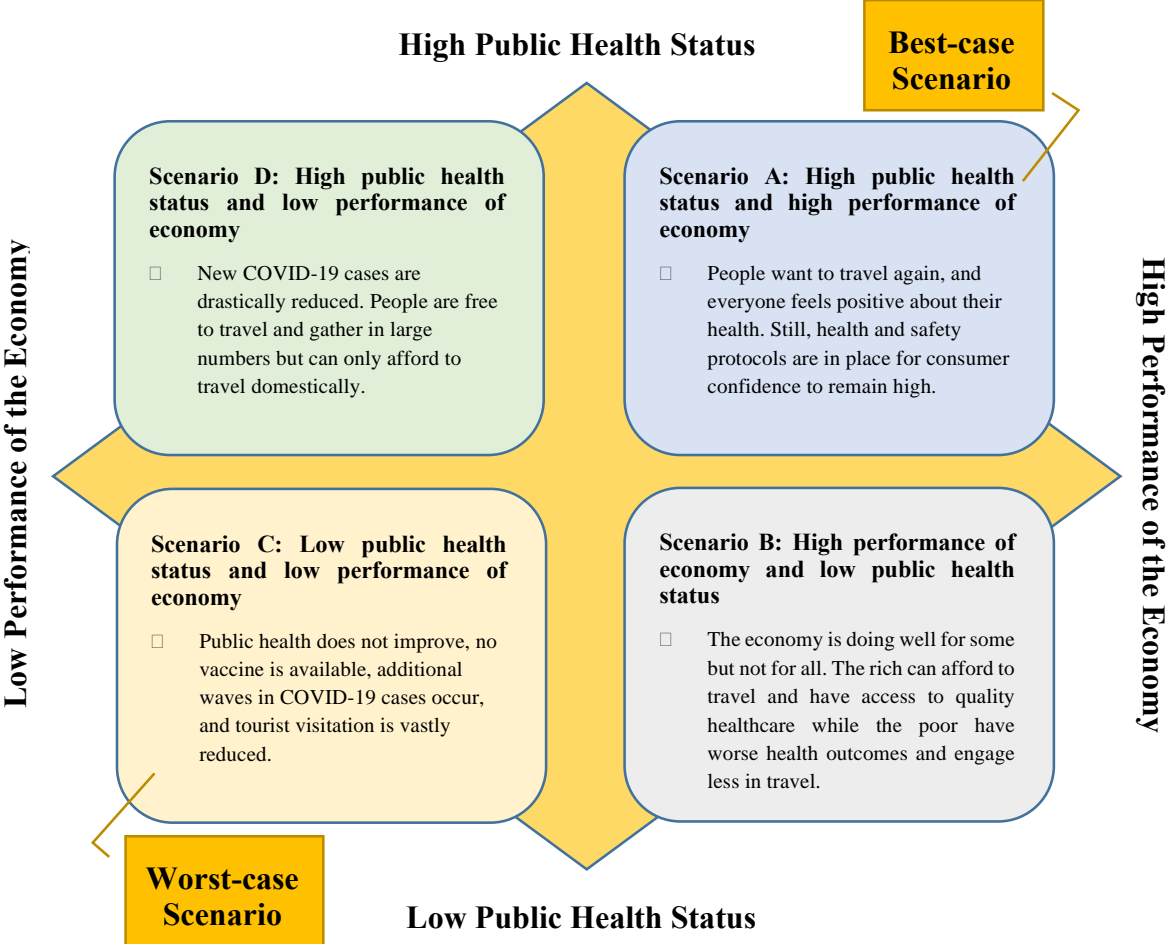 High Public Health Status
Best-case
Scenario
Low Performance of the Economy
Scenario D: High public health
status and low performance of
economy
New COVID-19 cases are
drastically reduced. People are free
to travel and gather in large
numbers but can only afford to
travel domestically.
Scenario A: High public health
status and high performance of
economy
People want to travel again, and
everyone feels positive about their
health. Still, health and safety
protocols are in place for consumer
confidence to remain high.
High Performance of the Economy
Scenario C: Low public health
status and low performance of
economy
Public health does not improve, no
vaccine is available, additional
waves in COVID-19 cases occur,
and tourist visitation is vastly
reduced.
Scenario B: High performance of
economy and low public health
status
The economy is doing well for some
but not for all. The rich can afford to
travel and have access to quality
healthcare while the poor have
worse health outcomes and engage
less in travel.
Worst-case
Scenario
Low Public Health Status